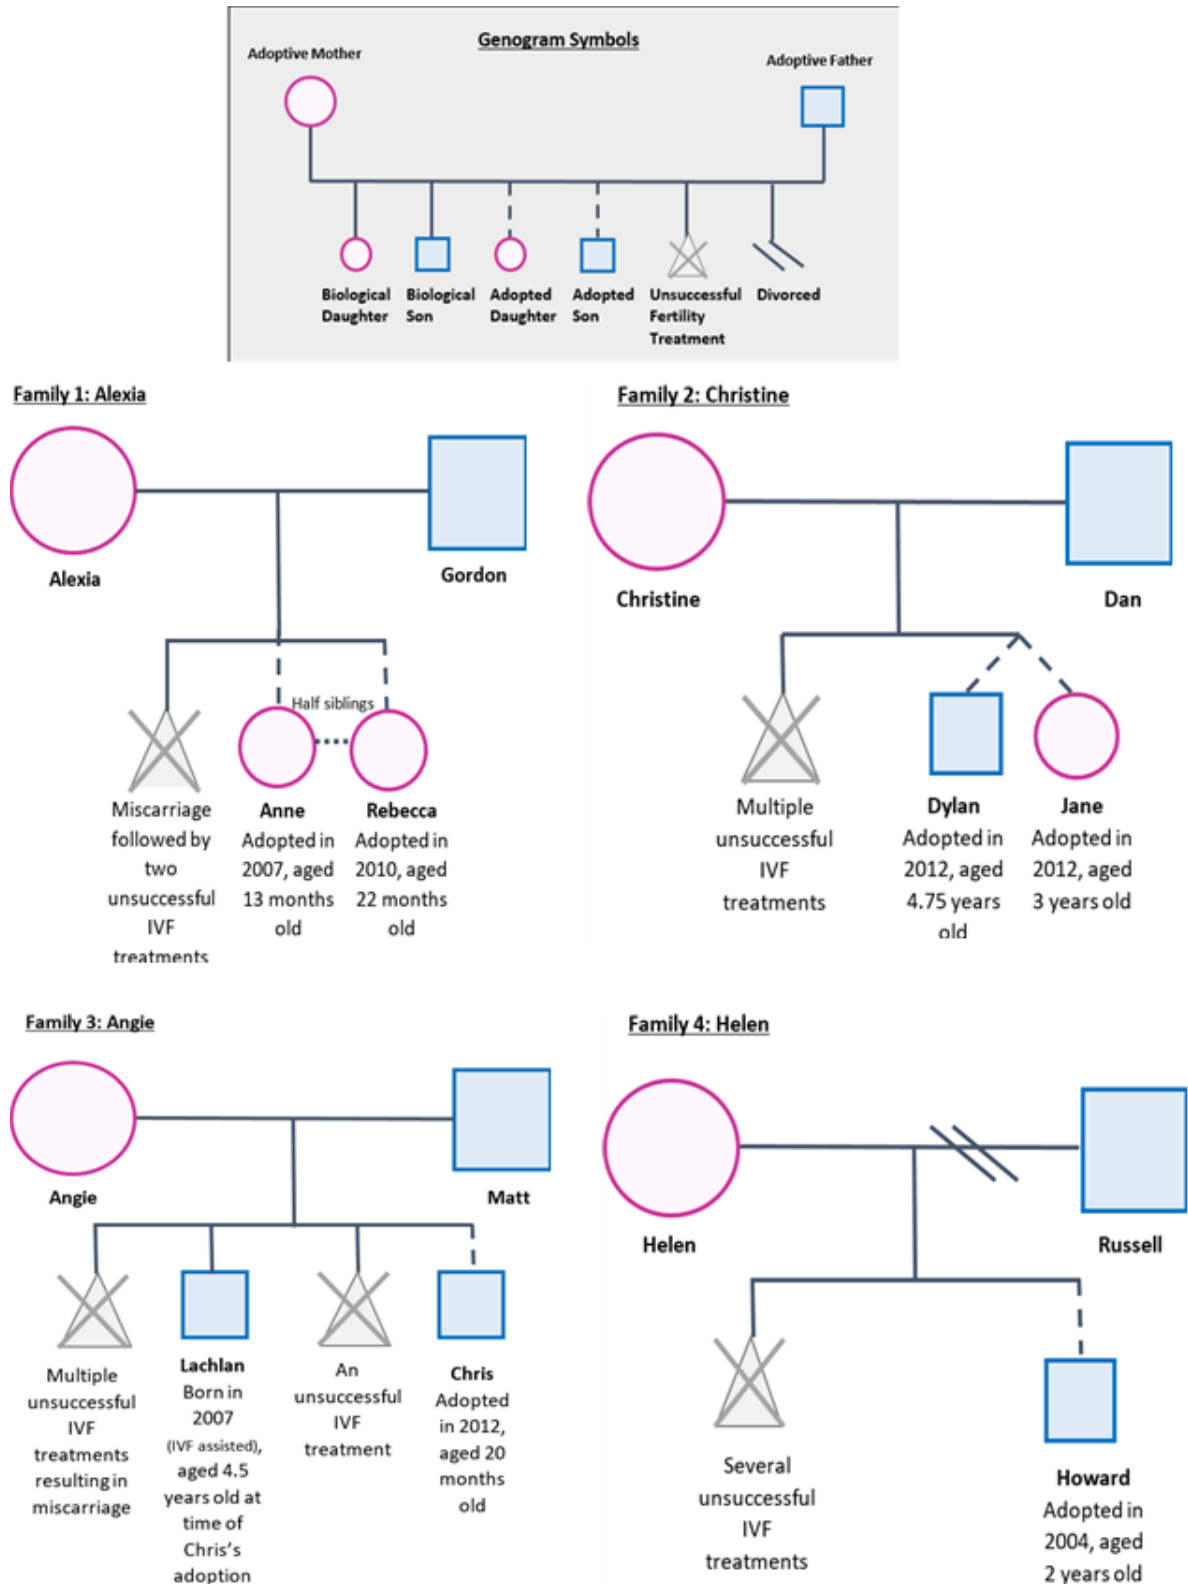 Genogram Symbols
Adoptive Mother
Adoptive Father
Biological
Daughter
Biological
Son
Adopted
Daughter
Adopted
Son
Unsuccessful
Fertility
Treatment
Divorced
Family 1: Alexia
Alexia
Gordon
Half siblings
Miscarriage
followed by
two
unsuccessful
IVF
treatments
Anne
Adopted in
2007, aged
13 months
old
Rebecca
Adopted in
2010, aged
22 months
old
Family 2: Christine
Christine
Dan
Multiple
unsuccessful
IVF
treatments
Dylan
Adopted in
2012, aged
4.75 years
old
Jane
Adopted in
2012, aged
3 years old
Family 3: Angie
Angie
Matt
Multiple
unsuccessful
IVF
treatments
resulting in
miscarriage
Lachlan
Born in
2007
(IVF assisted),
aged 4.5
years old at
time of
Chris's
adoption
An
unsuccessful
IVF
treatment
Chris
Adopted
in 2012,
aged 20
months
old
Family 4: Helen
Helen
Russell
Several
unsuccessful
IVF
treatments
Howard
Adopted in
2004, aged
2 years old